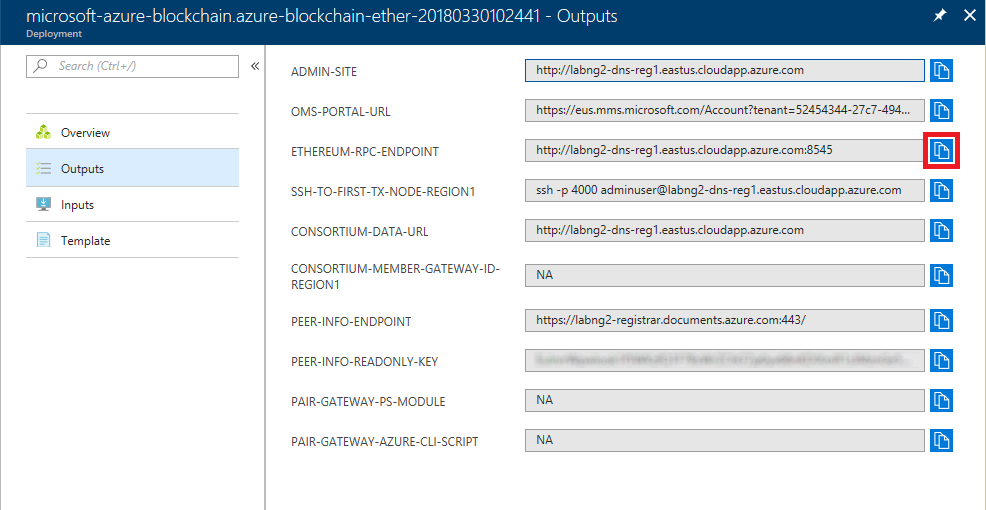 microsoft-azure-blockchain.azure-blockchain-ether-20180330102441 - Outputs
Deployment
Search (Ctrl+/)
«
Overview
Outputs
Inputs
Template
ADMIN-SITE
http://labng2-dns-reg1.eastus.cloudapp.azure.com
OMS-PORTAL-URL
https://eus.mms.microsoft.com/Account?tenant=52454344-27c7-494...
ETHEREUM-RPC-ENDPOINT
http://labng2-dns-reg1.eastus.cloudapp.azure.com:8545
SSH-TO-FIRST-TX-NODE-REGION1
ssh -p 4000 adminuser@labng2-dns-reg1.eastus.cloudapp.azure.com
CONSORTIUM-DATA-URL
http://labng2-dns-reg1.eastus.cloudapp.azure.com
CONSORTIUM-MEMBER-GATEWAY-ID-
REGION1
NA
PEER-INFO-ENDPOINT
https://labng2-registrar.documents.azure.com:443/
PEER-INFO-READONLY-KEY
PAIR-GATEWAY-PS-MODULE
NA
PAIR-GATEWAY-AZURE-CLI-SCRIPT
NA